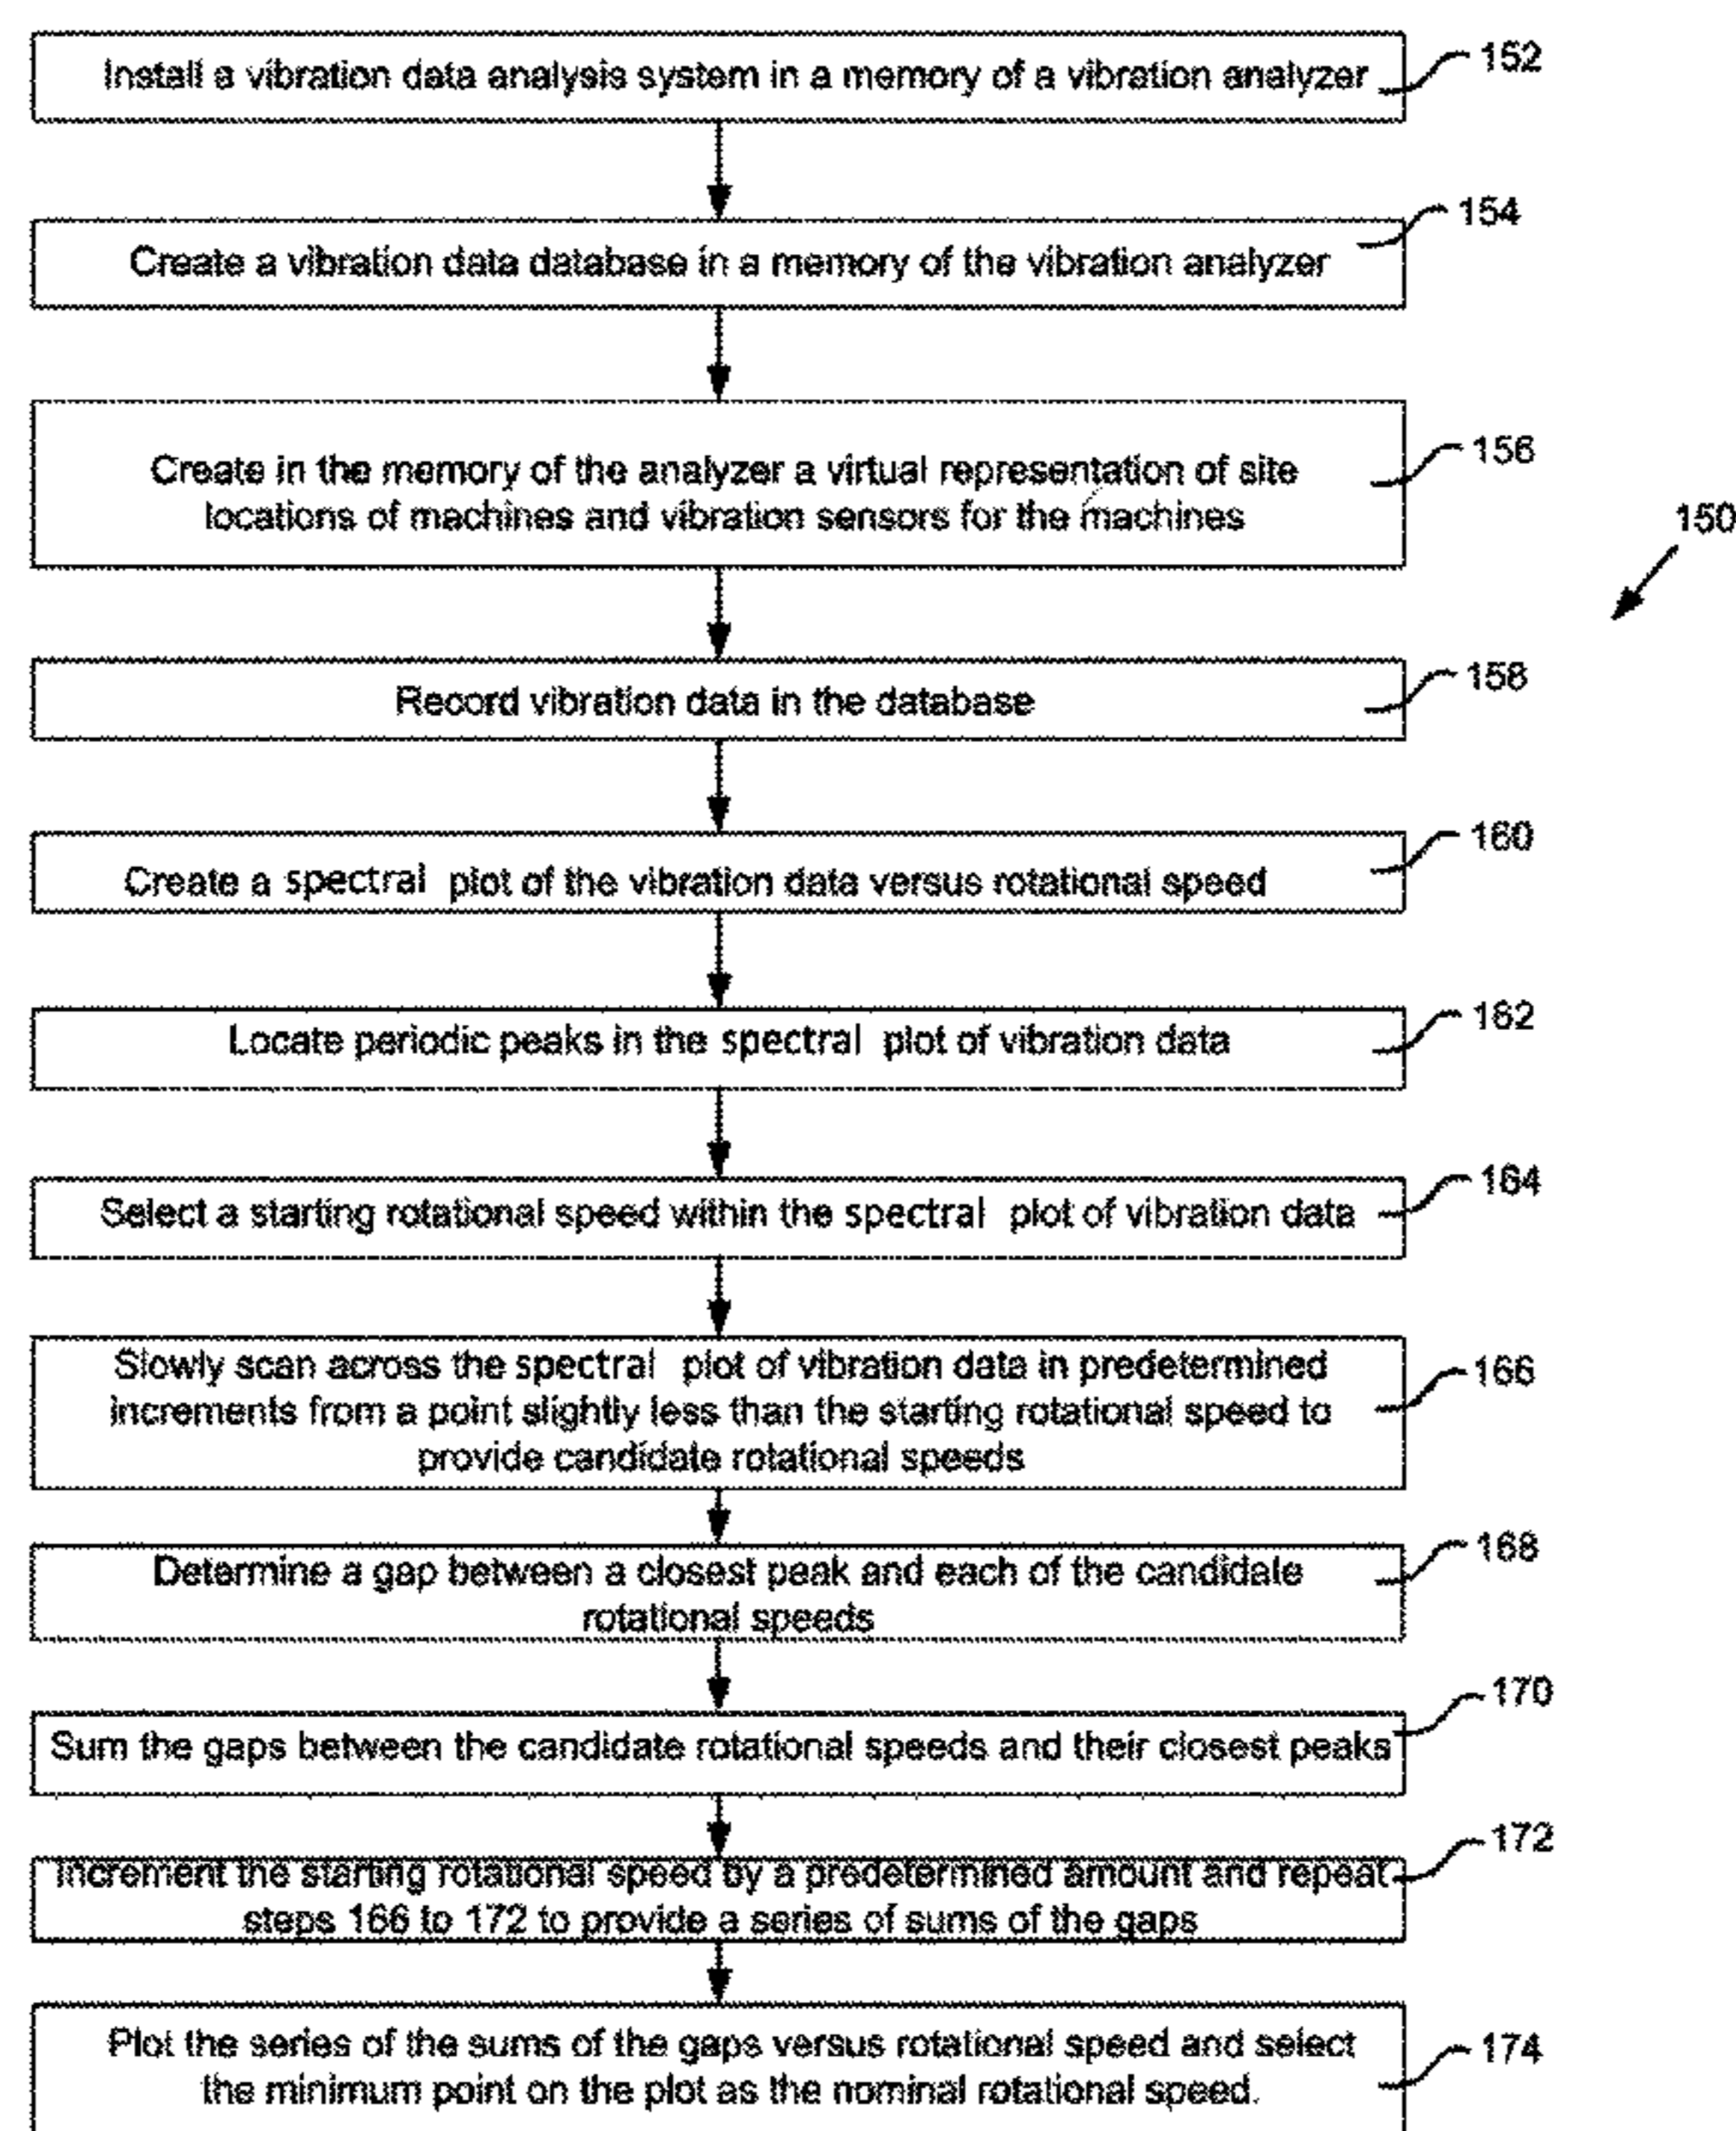 Install a vibration data analysis system in a memory of a vibration analyzer
152
Create a vibration data database in a memory of the vibration analyzer
154
Create in the memory of the analyzer a virtual representation of site
locations of machines and vibration sensors for the machines
156
150
Record vibration data in the database
158
Create a spectral plot of the vibration data versus rotational speed
160
Locate periodic peaks in the spectral plot of vibration data
162
Select a starting rotational speed within the spectral plot of vibration data
164
Slowly scan across the spectral plot of vibration data in predetermined
increments from a point slightly less than the starting rotational speed to
provide candidate rotational speeds
166
Determine a gap between a closest peak and each of the candidate
rotational speeds
168
Sum the gaps between the candidate rotational speeds and their closest peaks
170
Increment the starting rotational speed by a predetermined amount and repeat
steps 166 to 172 to provide a series of sums of the gaps
172
Plot the series of the sums of the gaps versus rotational speed and select
the minimum point on the plot as the nominal rotational speed.
174